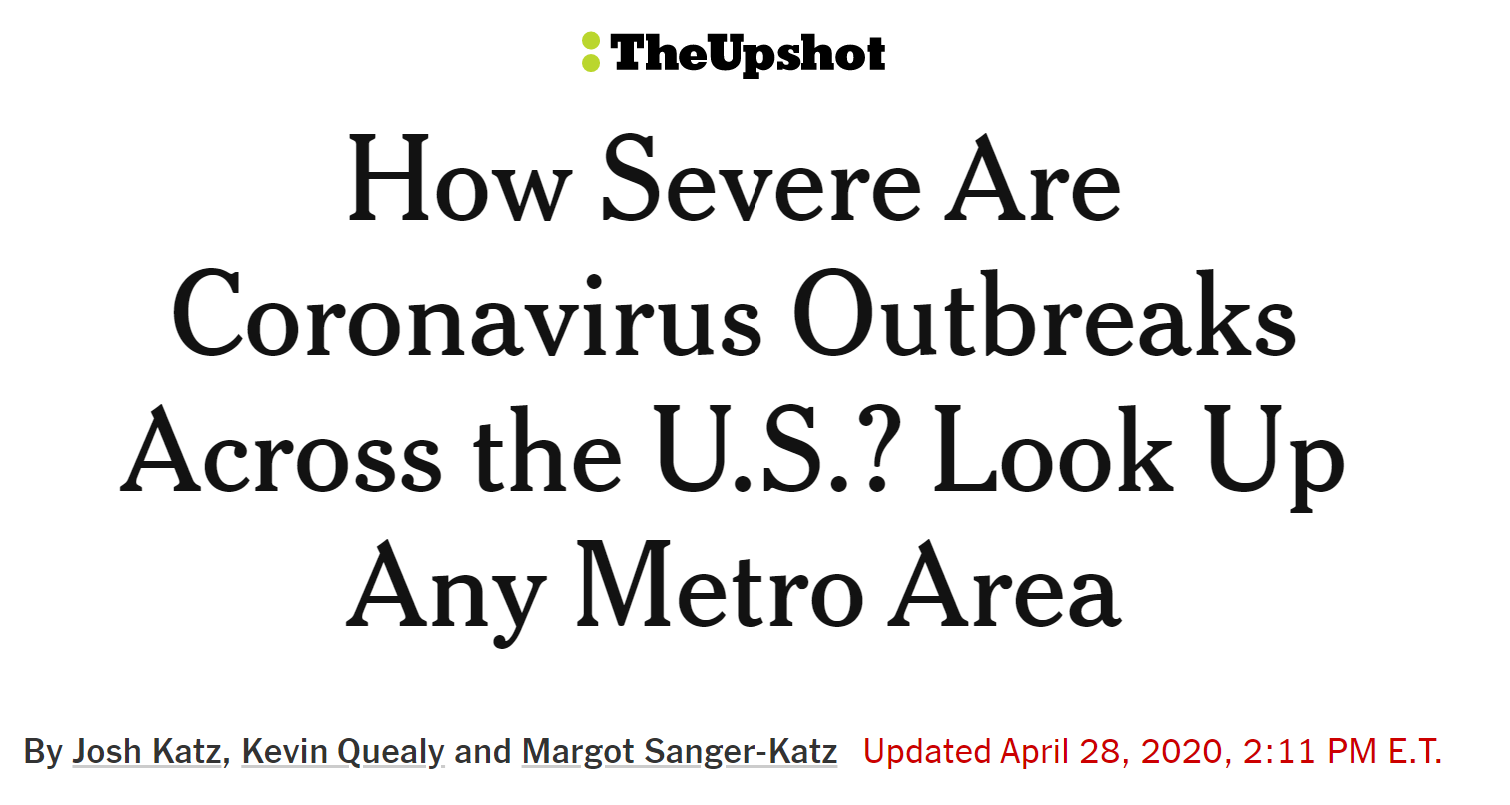 TheUpshot
How Severe Are
Coronavirus Outbreaks
Across the U.S.? Look Up
Any Metro Area
By Josh Katz, Kevin Quealy and Margot Sanger-Katz Updated April 28, 2020, 2:11 PM E.T.